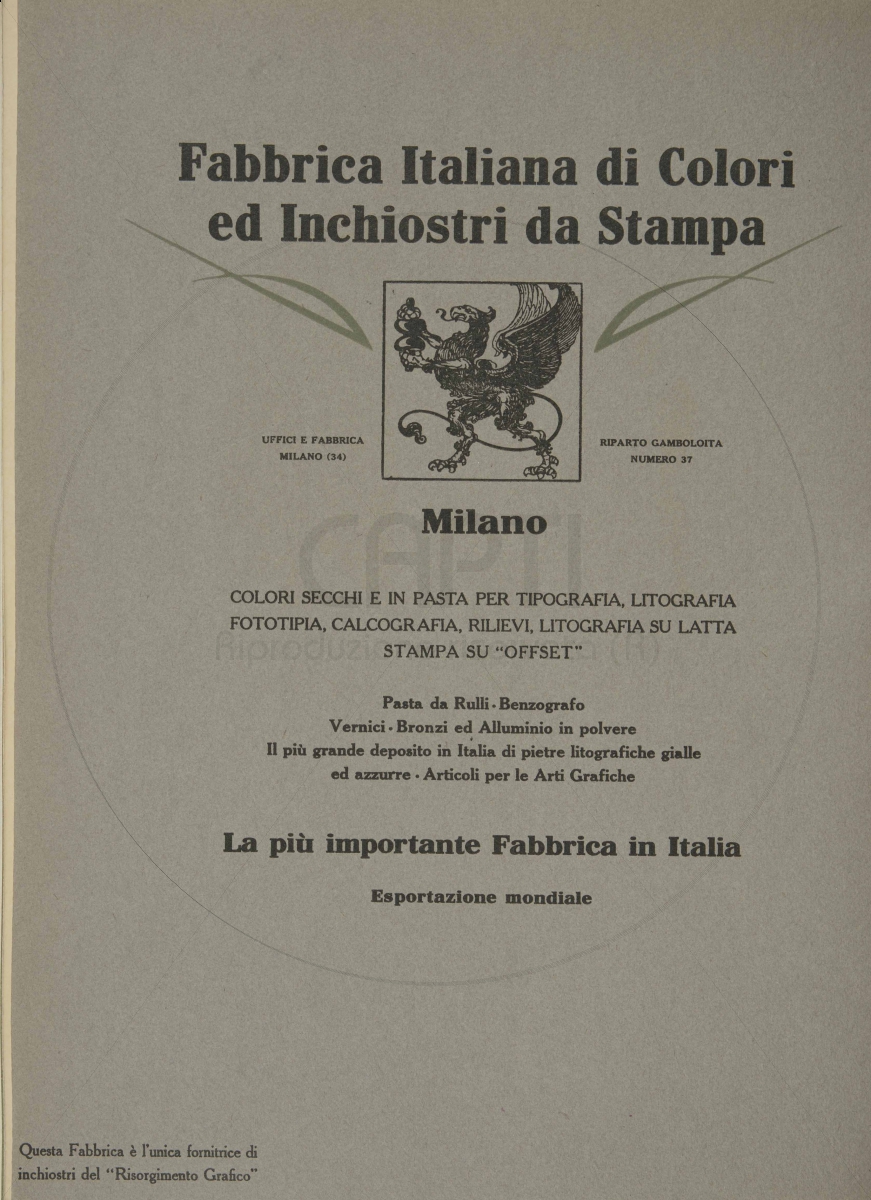 Fabbrica Italiana di Colori
ed Inchiostri da Stampa
UFFICI E FABBRICA
MILANO (34)
RIPARTO GAMBOLOITA
NUMERO 37
Milano
COLORI SECCHI E IN PASTA PER TIPOGRAFIA, LITOGRAFIA
FOTOTIPIA, CALCOGRAFIA, RILIEVI, LITOGRAFIA SU LATTA
STAMPA SU “OFFSET”
Pasta da Rulli - Benzografo
Vernici - Bronzi ed Alluminio in polvere
Il più grande deposito in Italia di pietre litografiche gialle
ed azzurre - Articoli per le Arti Grafiche
La più importante Fabbrica in Italia
Esportazione mondiale
Questa Fabbrica è l'unica fornitrice di
inchiostri del “Risorgimento Grafico”